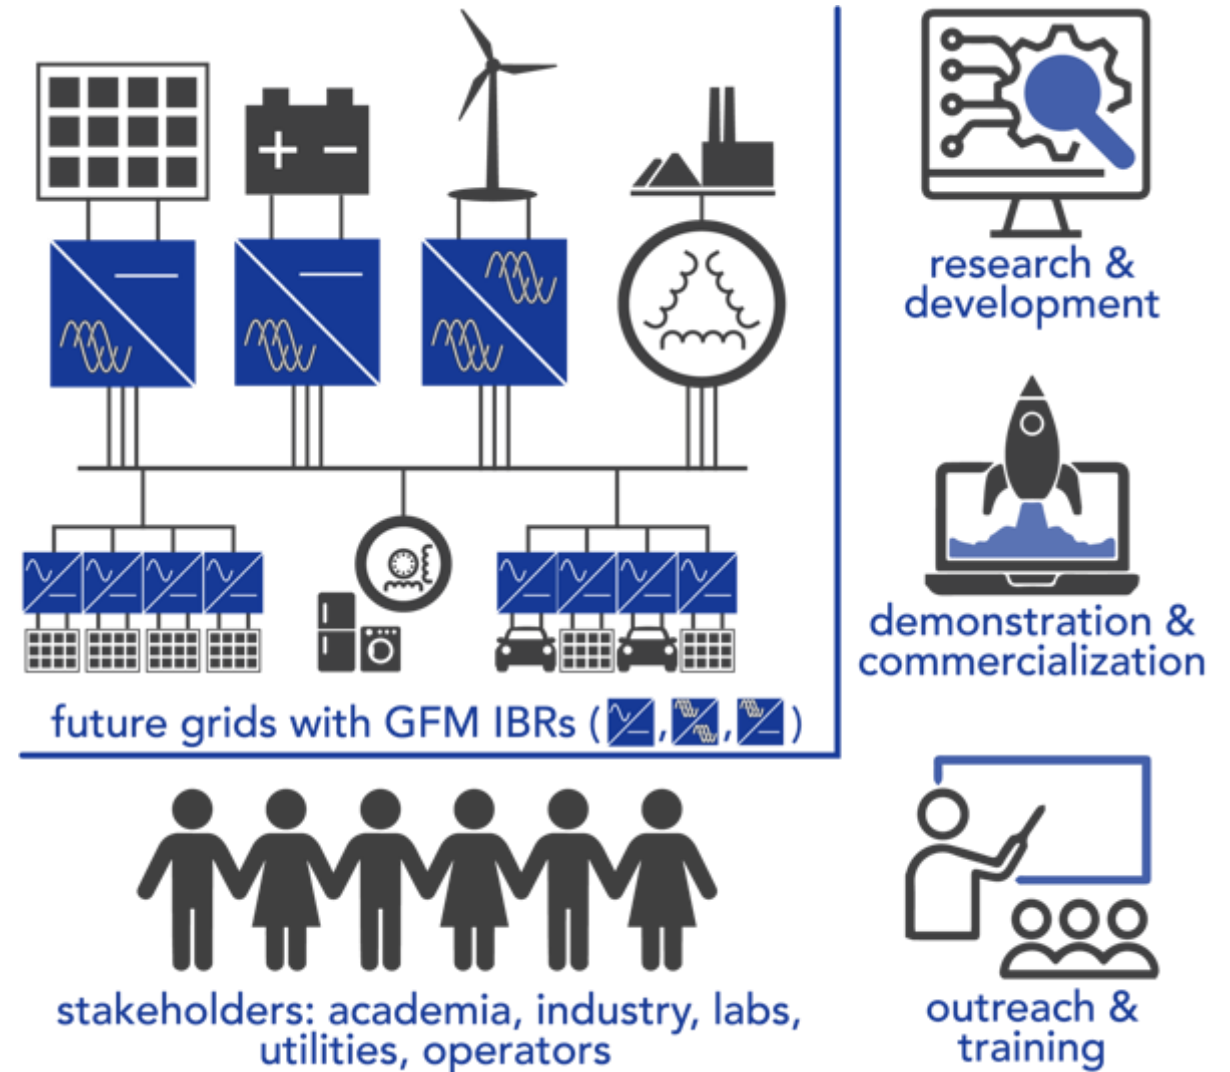 research &
development
demonstration &
commercialization
future grids with GFM IBRs ( , , )
stakeholders: academia, industry, labs,
utilities, operators
outreach &
training